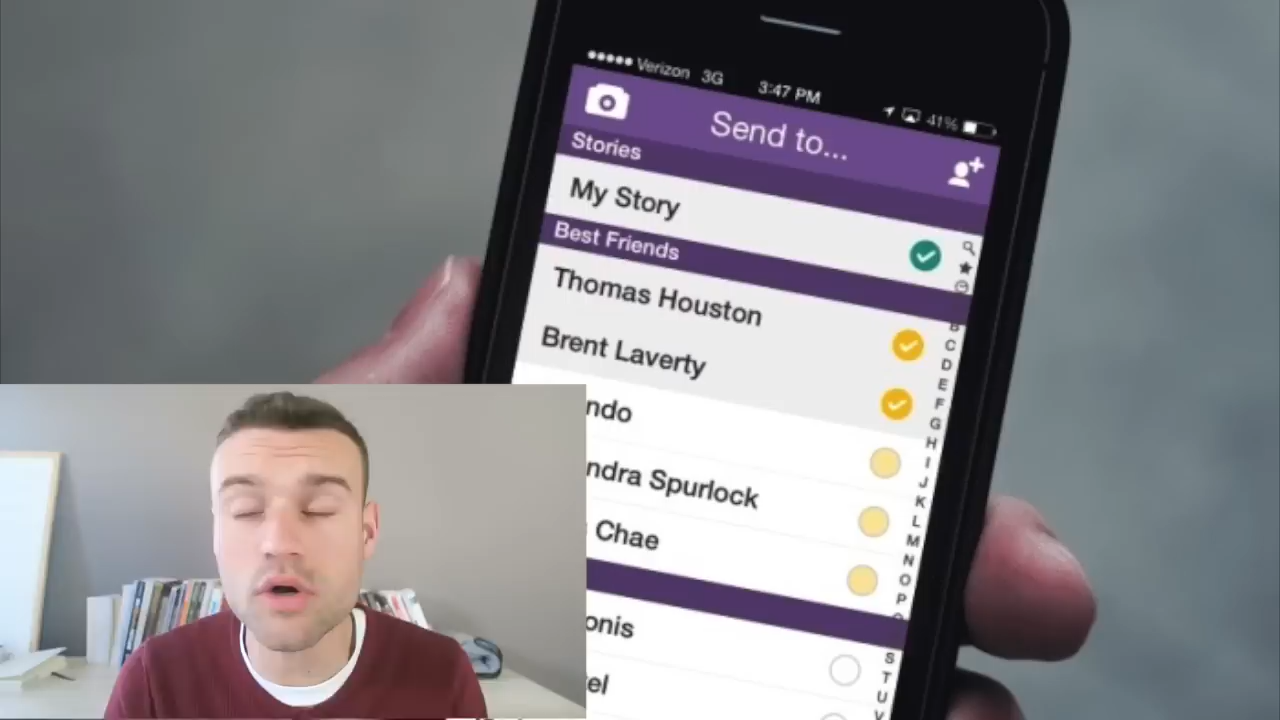 Verizon 3G 3:47 PM 41%
Send to...
Stories
My Story
Best Friends
Thomas Houston
Brent Laverty
ndo
ndra Spurlock
Chae
onis
el
B
C
D
E
F
G
H
I
J
K
L
M
N
O
P
S
T
U
V